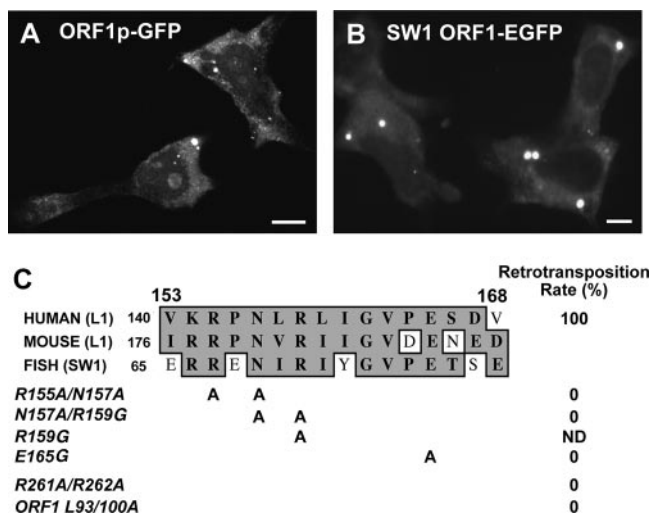 A ORF1p-GFP
B SW1 ORF1-EGFP
C
Retrotransposition
Rate (%)
153 168
HUMAN (L1) 140 V K R P N L R L I G V P E S D V 100
MOUSE (L1) 176 I R R P N V R I I G V D E N E D
FISH (SW1) 65 E R R E N I R I Y G V P E T S E
R155A/N157A A A 0
N157A/R159G A A 0
R159G A ND
E165G A 0
R261A/R262A 0
ORF1 L93/100A 0